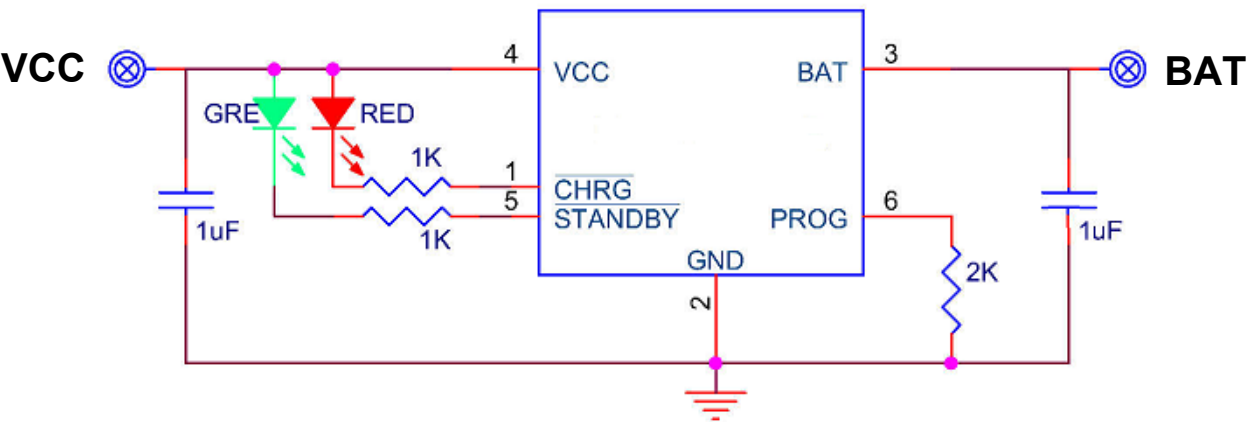 VCC
4
VCC
BAT
3
BAT
GRE
RED
1K
1
CHRG
5
STANDBY
1K
1uF
PROG
6
1uF
GND
2
2K